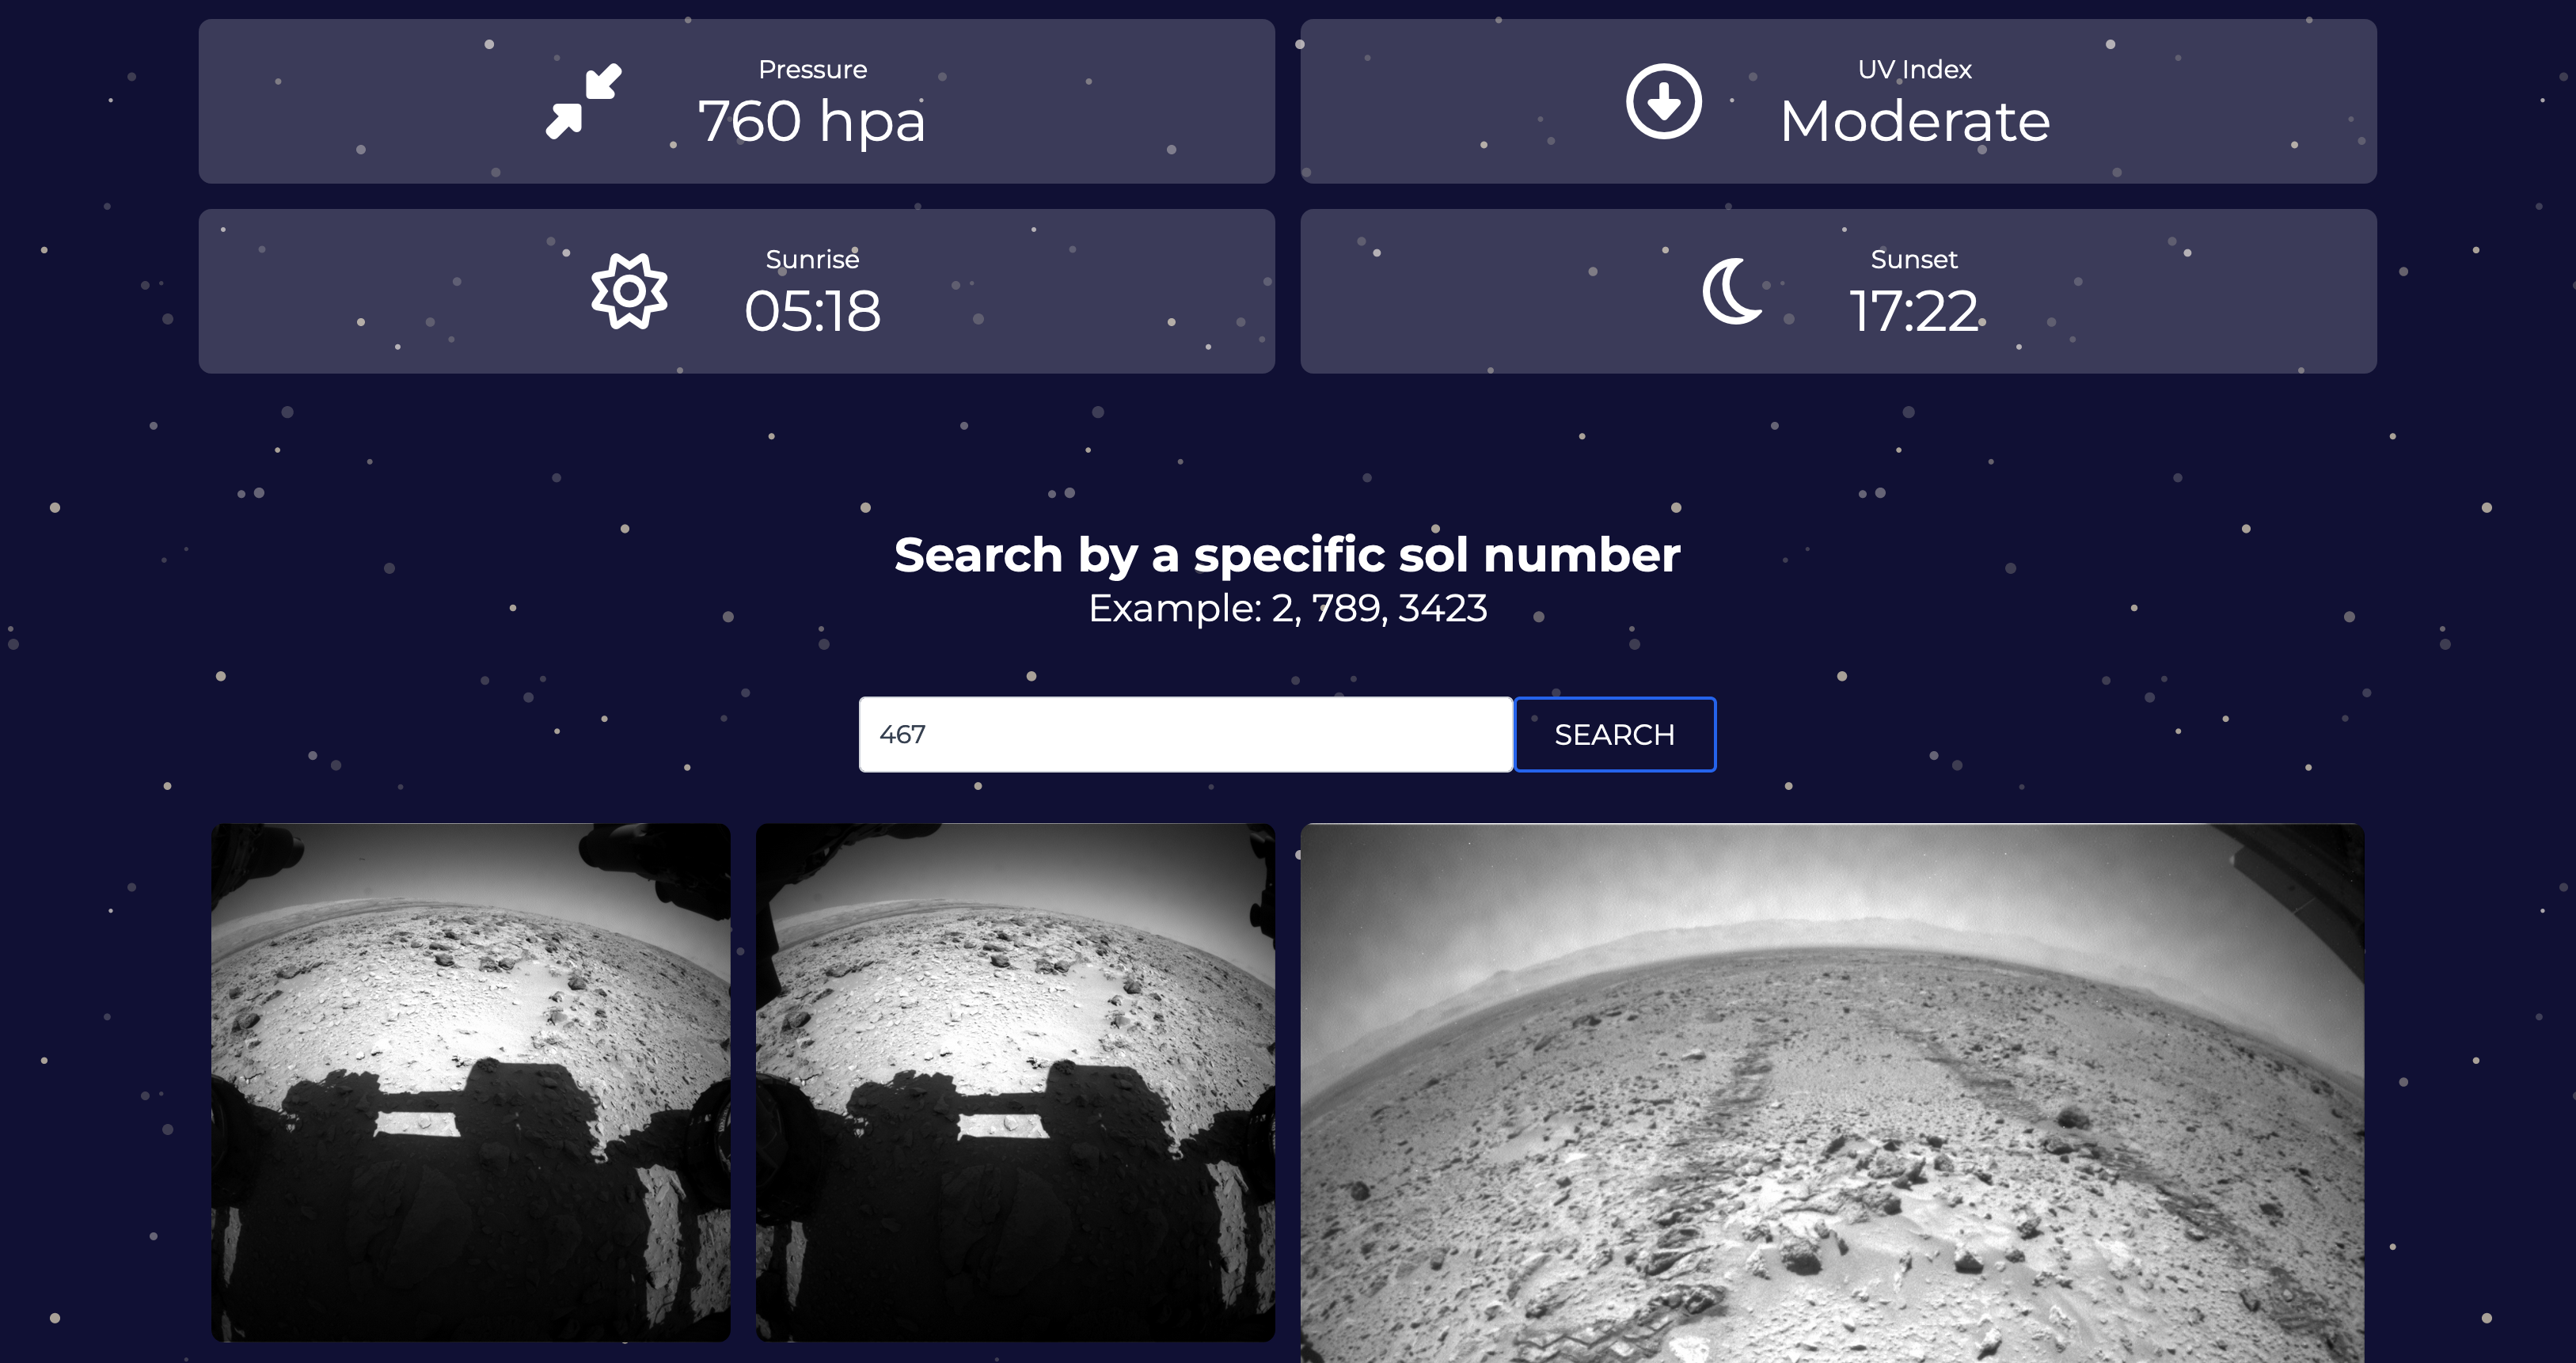 Pressure
760 hpa
UV Index
Moderate
Sunrise
05:18
Sunset
17:22
Search by a specific sol number
Example: 2, 789, 3423
467
SEARCH